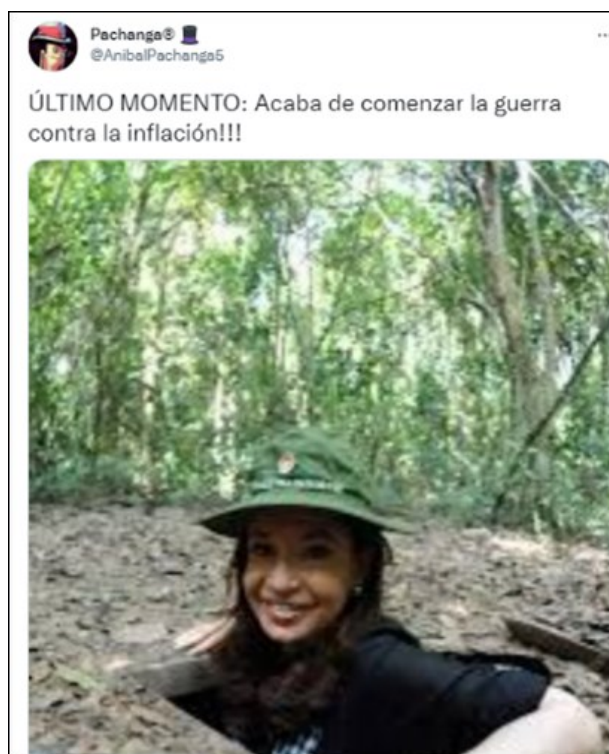 Pachanga®
@AnibalPachanga5
ÚLTIMO MOMENTO: Acaba de comenzar la guerra
contra la inflación!!!